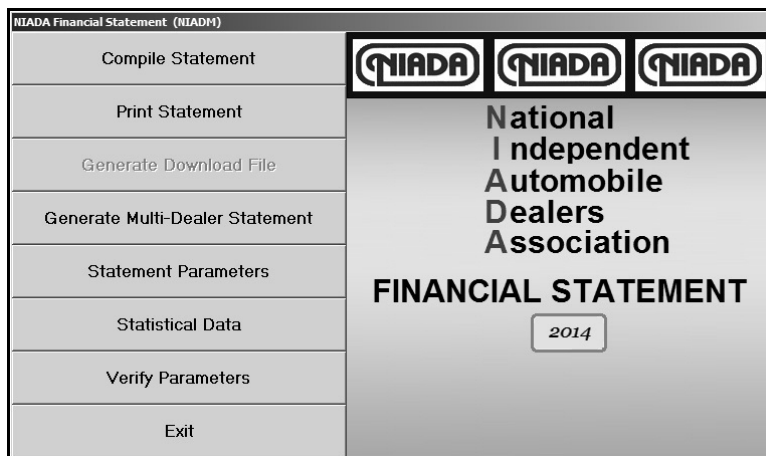 NIADA Financial Statement (NIADM)
Compile Statement
Print Statement
Generate Download File
Generate Multi-Dealer Statement
Statement Parameters
Statistical Data
Verify Parameters
Exit
NIADA NIADA NIADA
National
Independent
Automobile
Dealers
Association
FINANCIAL STATEMENT
2014